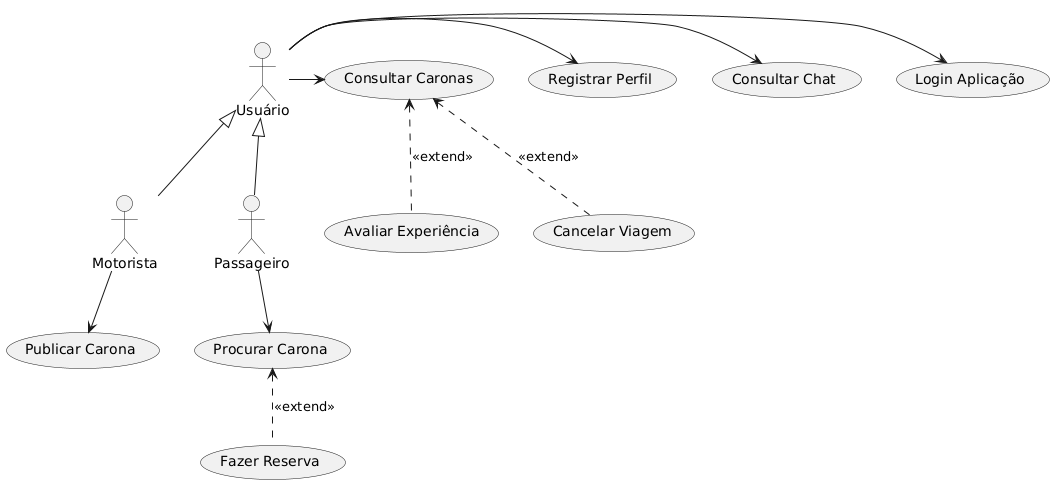 Usuário
Consultar Caronas
Registrar Perfil
Consultar Chat
Login Aplicação
«extend»
«extend»
Motorista
Passageiro
Avaliar Experiência
Cancelar Viagem
Publicar Carona
Procurar Carona
«extend»
Fazer Reserva